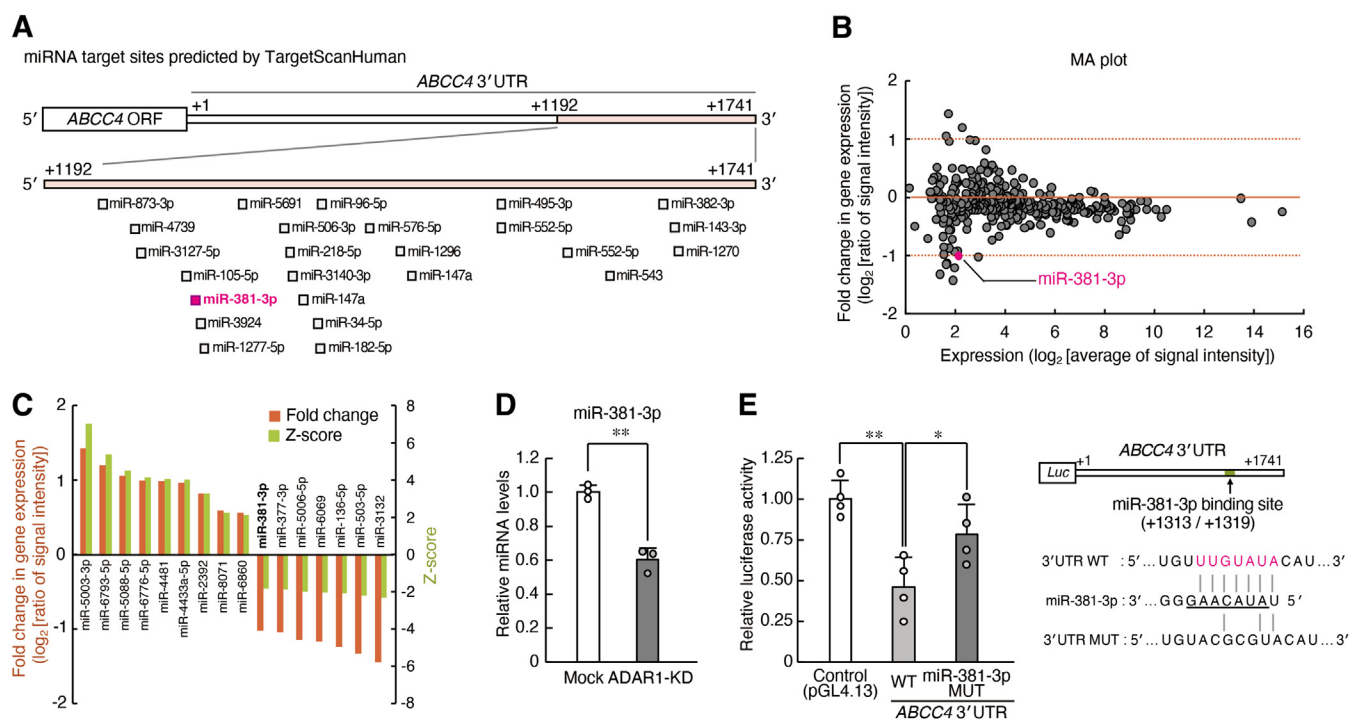 A
miRNA target sites predicted by TargetScanHuman
ABCC4 3′UTR
+1 +1192 +1741
5′ ABCC4 ORF 3′
+1192 +1741
5′ 3′
miR-873-3p miR-5691 miR-96-5p miR-495-3p miR-382-3p
miR-4739 miR-506-3p miR-576-5p miR-552-5p miR-143-3p
miR-3127-5p miR-218-5p miR-1296 miR-552-5p miR-1270
miR-105-5p miR-3140-3p miR-147a miR-543
miR-381-3p miR-147a
miR-3924 miR-34-5p
miR-1277-5p miR-182-5p
B
MA plot
Fold change in gene expression
(log2 [ratio of signal intensity])
2
1
0
-1
-2
miR-381-3p
0 2 4 6 8 10 12 14 16
Expression (log2 [average of signal intensity])
C
Fold change in gene expression
(log2 [ratio of signal intensity])
2
1
0
-1
-2
Fold change
Z-score
8
6
4
2
0
-2
-4
-6
-8
Z-score
miR-5003-3p
miR-6793-5p
miR-5088-5p
miR-6776-5p
miR-4481
miR-4433a-5p
miR-2392
miR-8071
miR-6860
miR-381-3p
miR-377-3p
miR-5006-5p
miR-6069
miR-136-5p
miR-503-5p
miR-3132
D
miR-381-3p
**
Relative miRNA levels
1.2
1.0
0.8
0.6
0.4
0.2
0
Mock ADAR1-KD
E
** *
Relative luciferase activity
1.25
1.00
0.75
0.50
0.25
0
Control
(pGL4.13)
WT
miR-381-3p
MUT
ABCC4 3′UTR
ABCC4 3′UTR
+1 +1741
Luc
miR-381-3p binding site
(+1313 / +1319)
3′UTR WT : 5′ ... UGUUUGUAUACAU ... 3′
miR-381-3p : 3′ ... GGGAACAUAU 5′
3′UTR MUT : 5′ ... UGUACGCGUACAU ... 3′